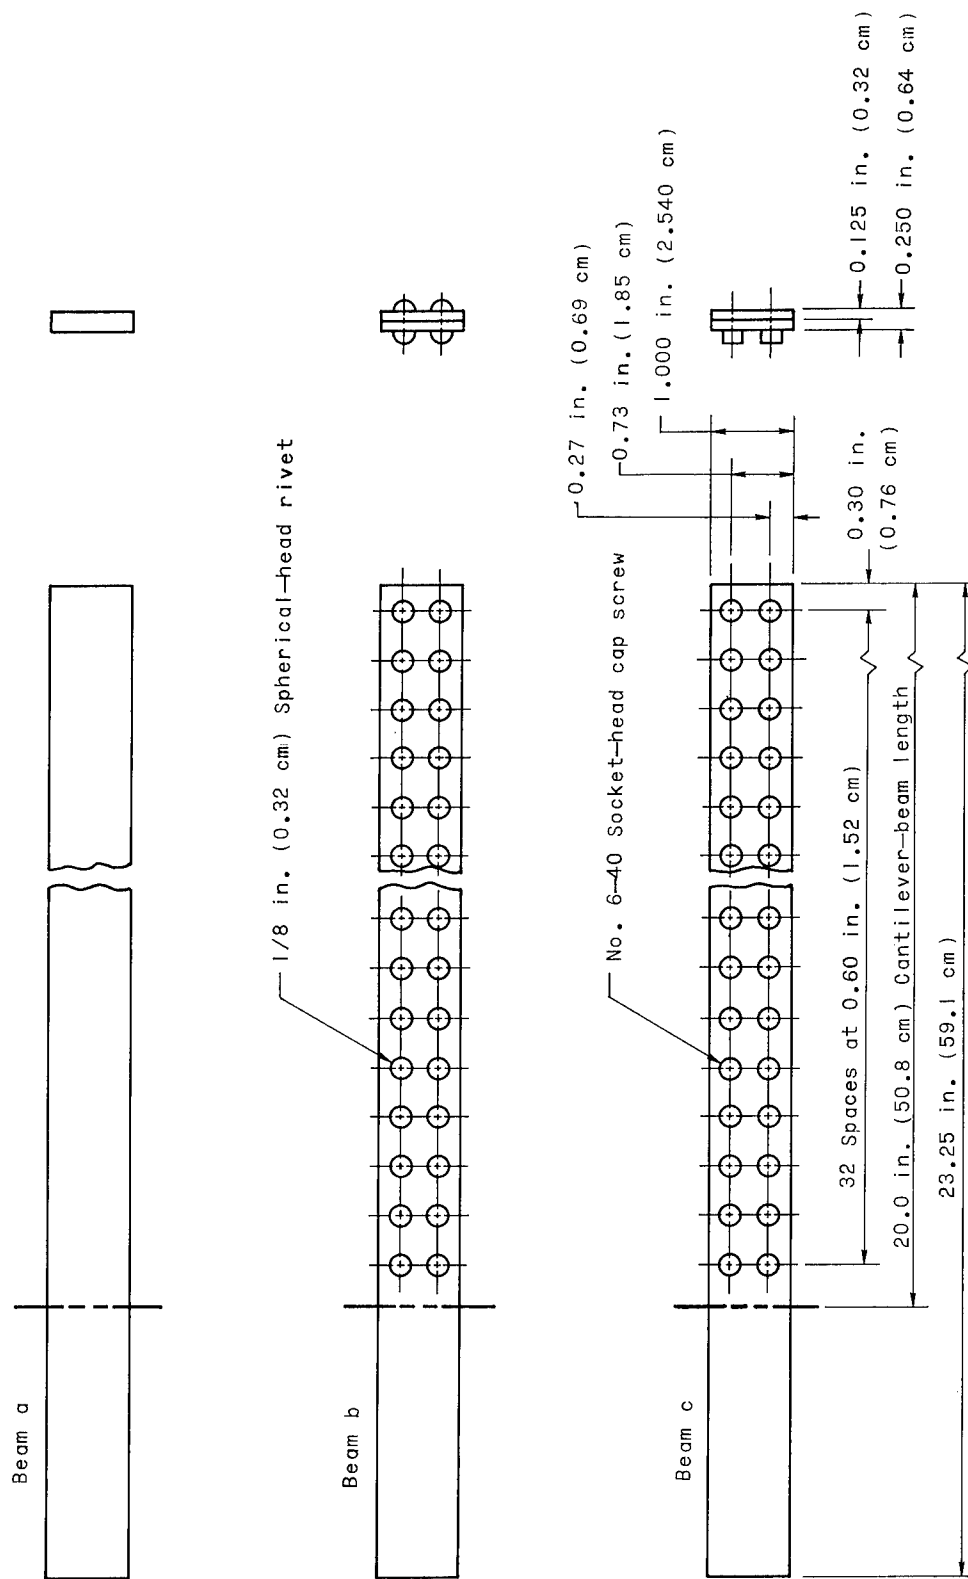 Beam a
1/8 in. (0.32 cm) Spherical-head rivet
Beam b
No. 6-40 Socket-head cap screw
Beam c
0.27 in. (0.69 cm)
0.73 in. (1.85 cm)
1.000 in. (2.540 cm)
0.125 in. (0.32 cm)
0.250 in. (0.64 cm)
0.30 in.
(0.76 cm)
32 Spaces at 0.60 in. (1.52 cm)
20.0 in. (50.8 cm) Cantilever-beam length
23.25 in. (59.1 cm)